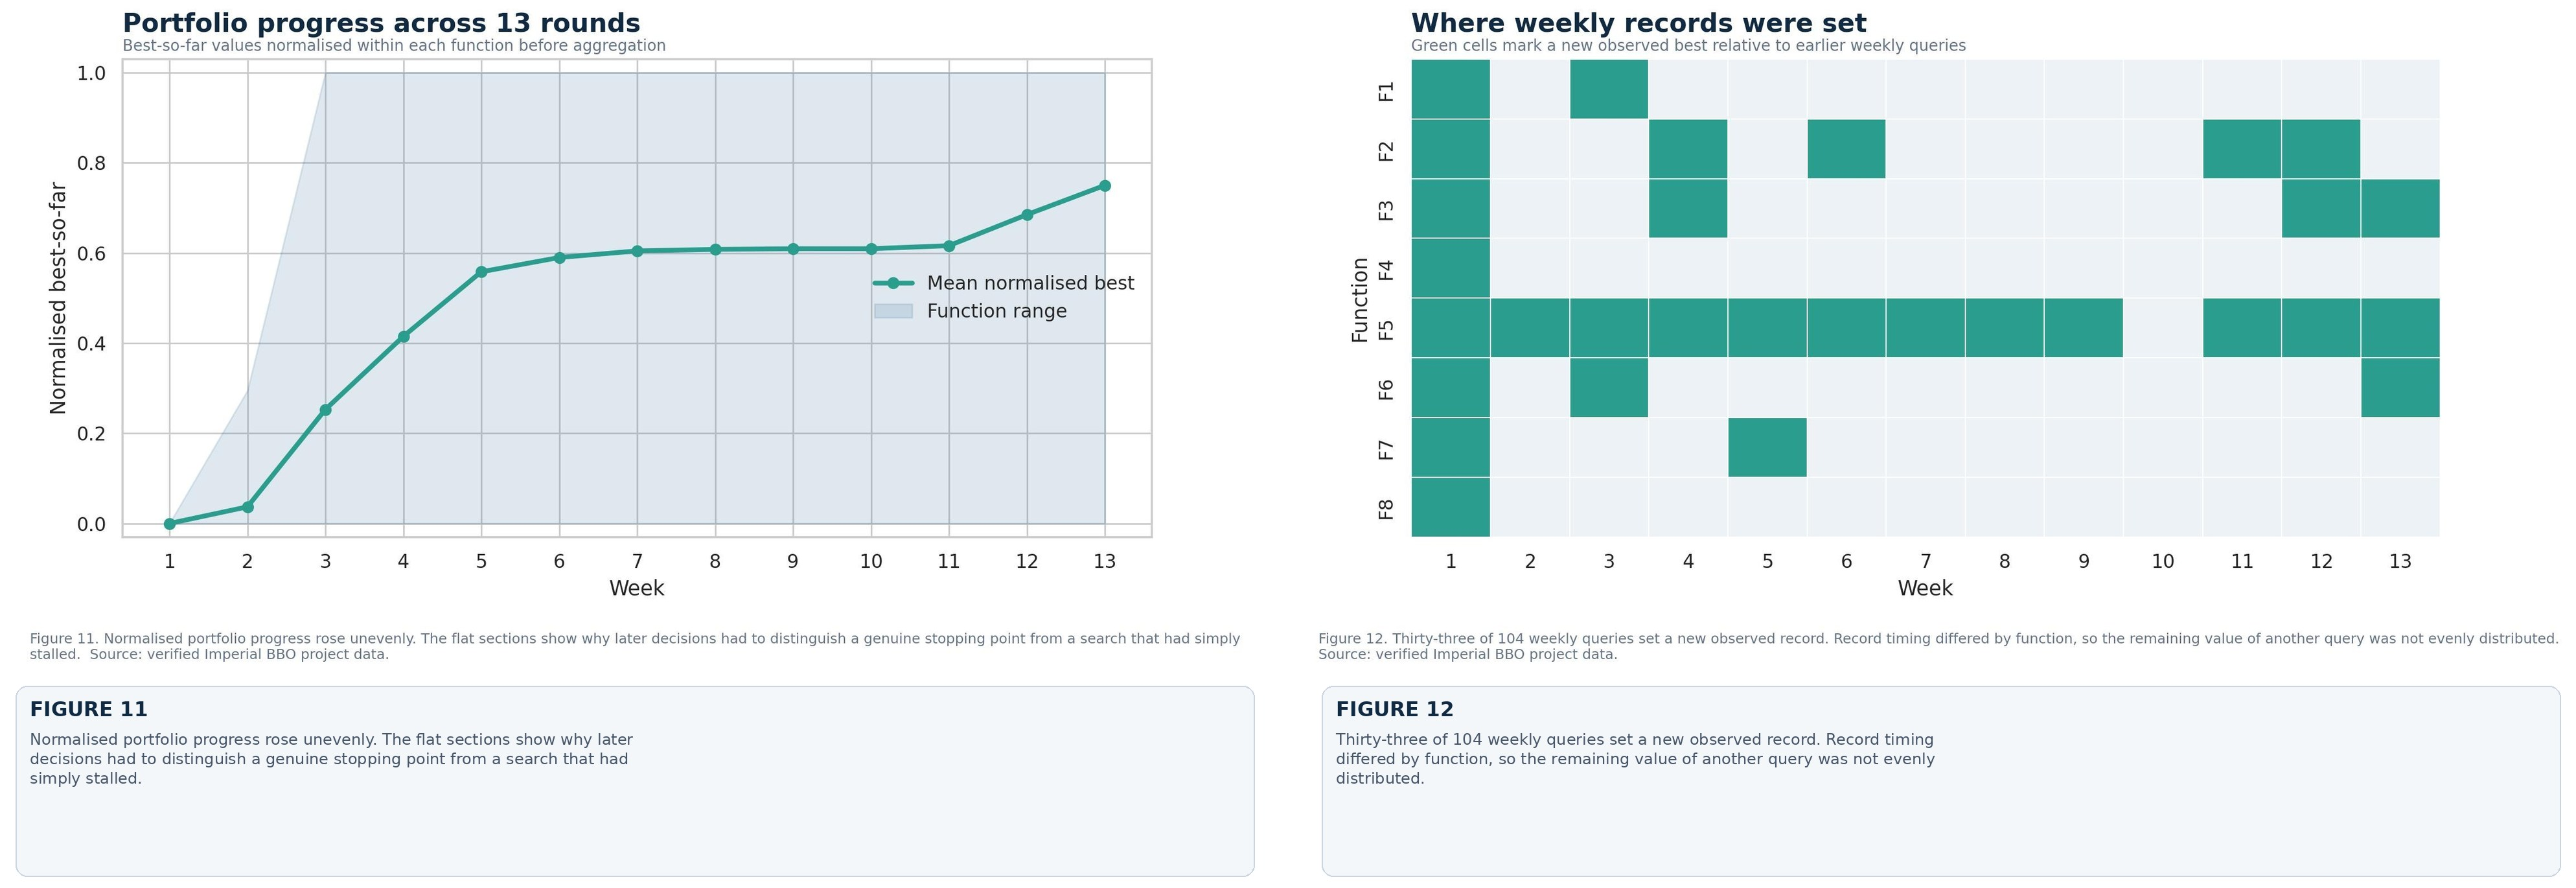 Portfolio progress across 13 rounds
Best-so-far values normalised within each function before aggregation
Normalised best-so-far
1.0
0.8
0.6
0.4
0.2
0.0
Mean normalised best
Function range
1 2 3 4 5 6 7 8 9 10 11 12 13
Week
Figure 11. Normalised portfolio progress rose unevenly. The flat sections show why later decisions had to distinguish a genuine stopping point from a search that had simply
stalled.  Source: verified Imperial BBO project data.
FIGURE 11
Normalised portfolio progress rose unevenly. The flat sections show why later
decisions had to distinguish a genuine stopping point from a search that had
simply stalled.
Where weekly records were set
Green cells mark a new observed best relative to earlier weekly queries
Function
F1
F2
F3
F4
F5
F6
F7
F8
1 2 3 4 5 6 7 8 9 10 11 12 13
Week
Figure 12. Thirty-three of 104 weekly queries set a new observed record. Record timing differed by function, so the remaining value of another query was not evenly distributed.
Source: verified Imperial BBO project data.
FIGURE 12
Thirty-three of 104 weekly queries set a new observed record. Record timing
differed by function, so the remaining value of another query was not evenly
distributed.